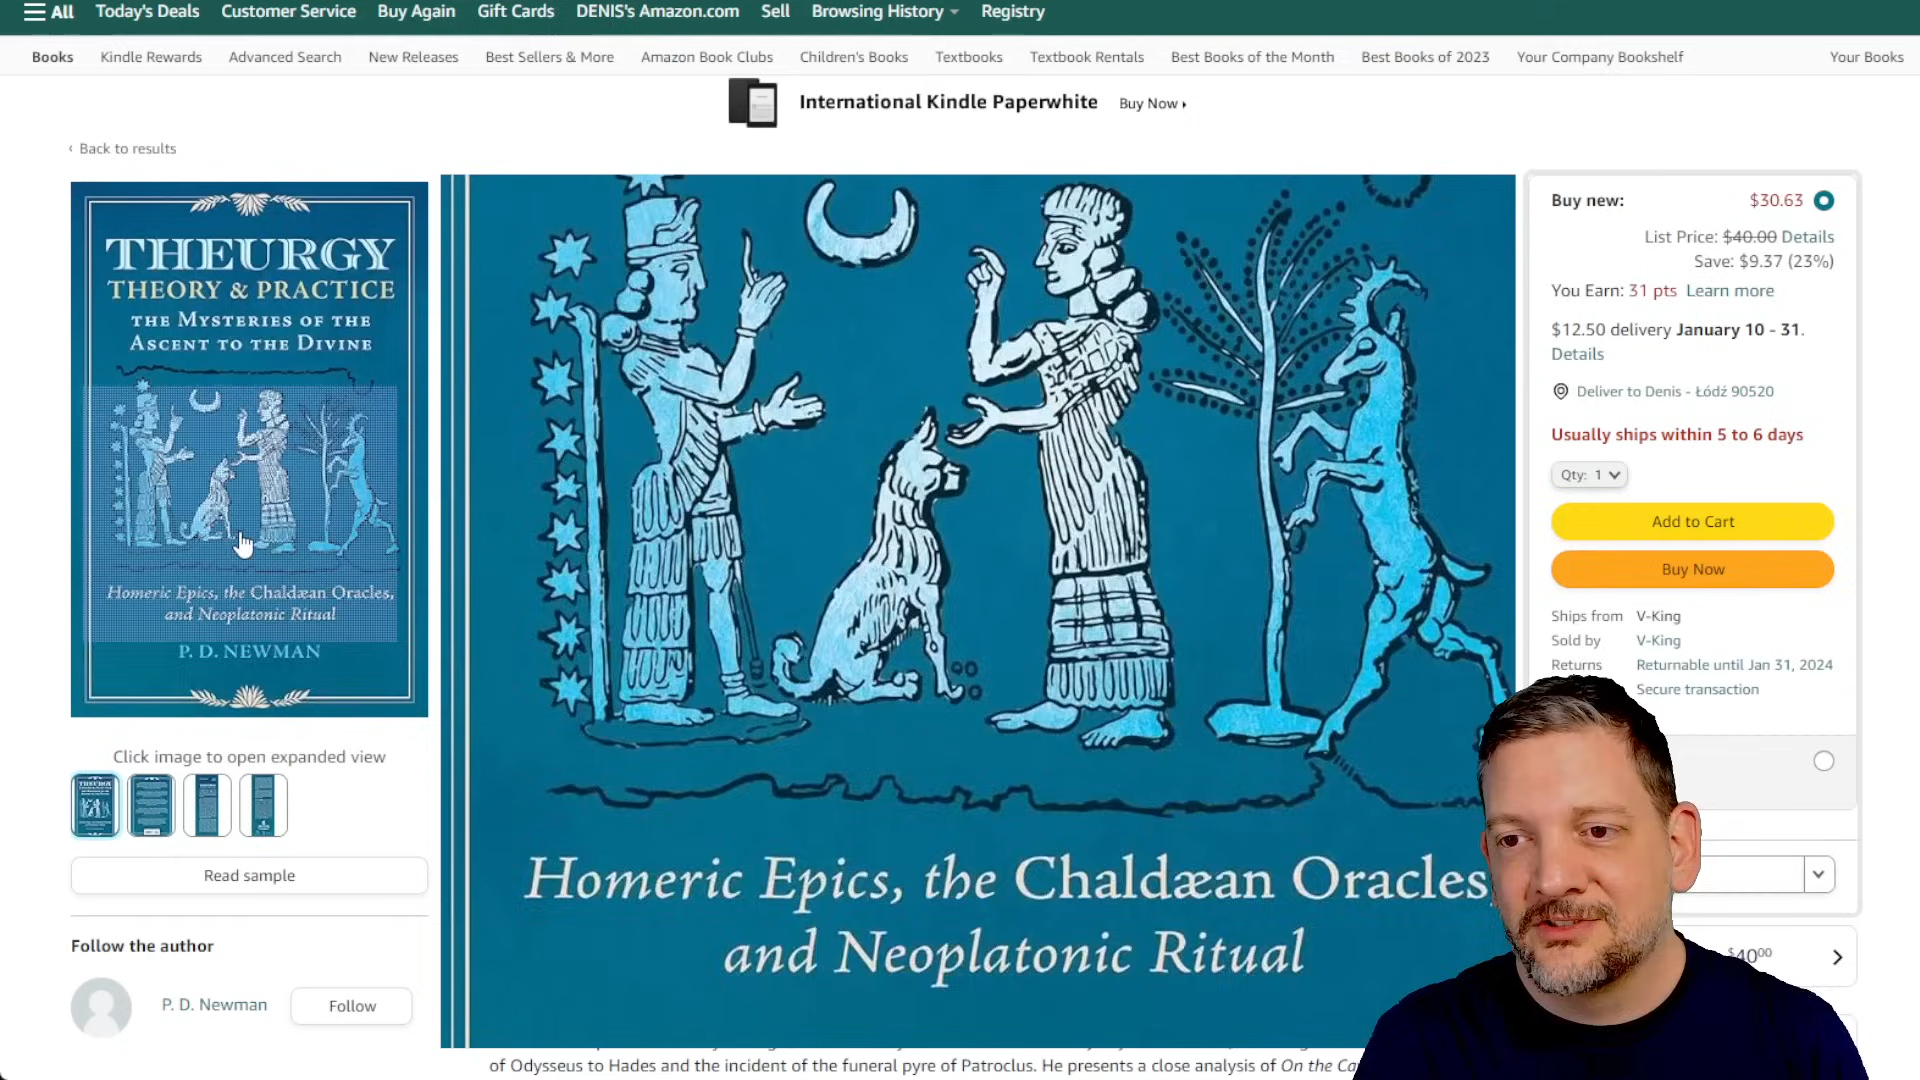 All Today's Deals Customer Service Buy Again Gift Cards DENIS's Amazon.com Sell Browsing History Registry
Books Kindle Rewards Advanced Search New Releases Best Sellers & More Amazon Book Clubs Children's Books Textbooks Textbook Rentals Best Books of the Month Best Books of 2023 Your Company Bookshelf Your Books
International Kindle Paperwhite Buy Now
Back to results
THEURGY
THEORY & PRACTICE
THE MYSTERIES OF THE
ASCENT TO THE DIVINE
Homeric Epics, the Chaldæan Oracles,
and Neoplatonic Ritual
P. D. NEWMAN
Click image to open expanded view
Read sample
Follow the author
P. D. Newman Follow
Homeric Epics, the Chaldæan Oracles,
and Neoplatonic Ritual
of Odysseus to Hades and the incident of the funeral pyre of Patroclus. He presents a close analysis of On the
Buy new: $30.63
List Price: $40.00 Details
Save: $9.37 (23%)
You Earn: 31 pts Learn more
$12.50 delivery January 10 - 31.
Details
Deliver to Denis - Łódź 90520
Usually ships within 5 to 6 days
Qty: 1
Add to Cart
Buy Now
Ships from V-King
Sold by V-King
Returns Returnable until Jan 31, 2024
Secure transaction
$4000